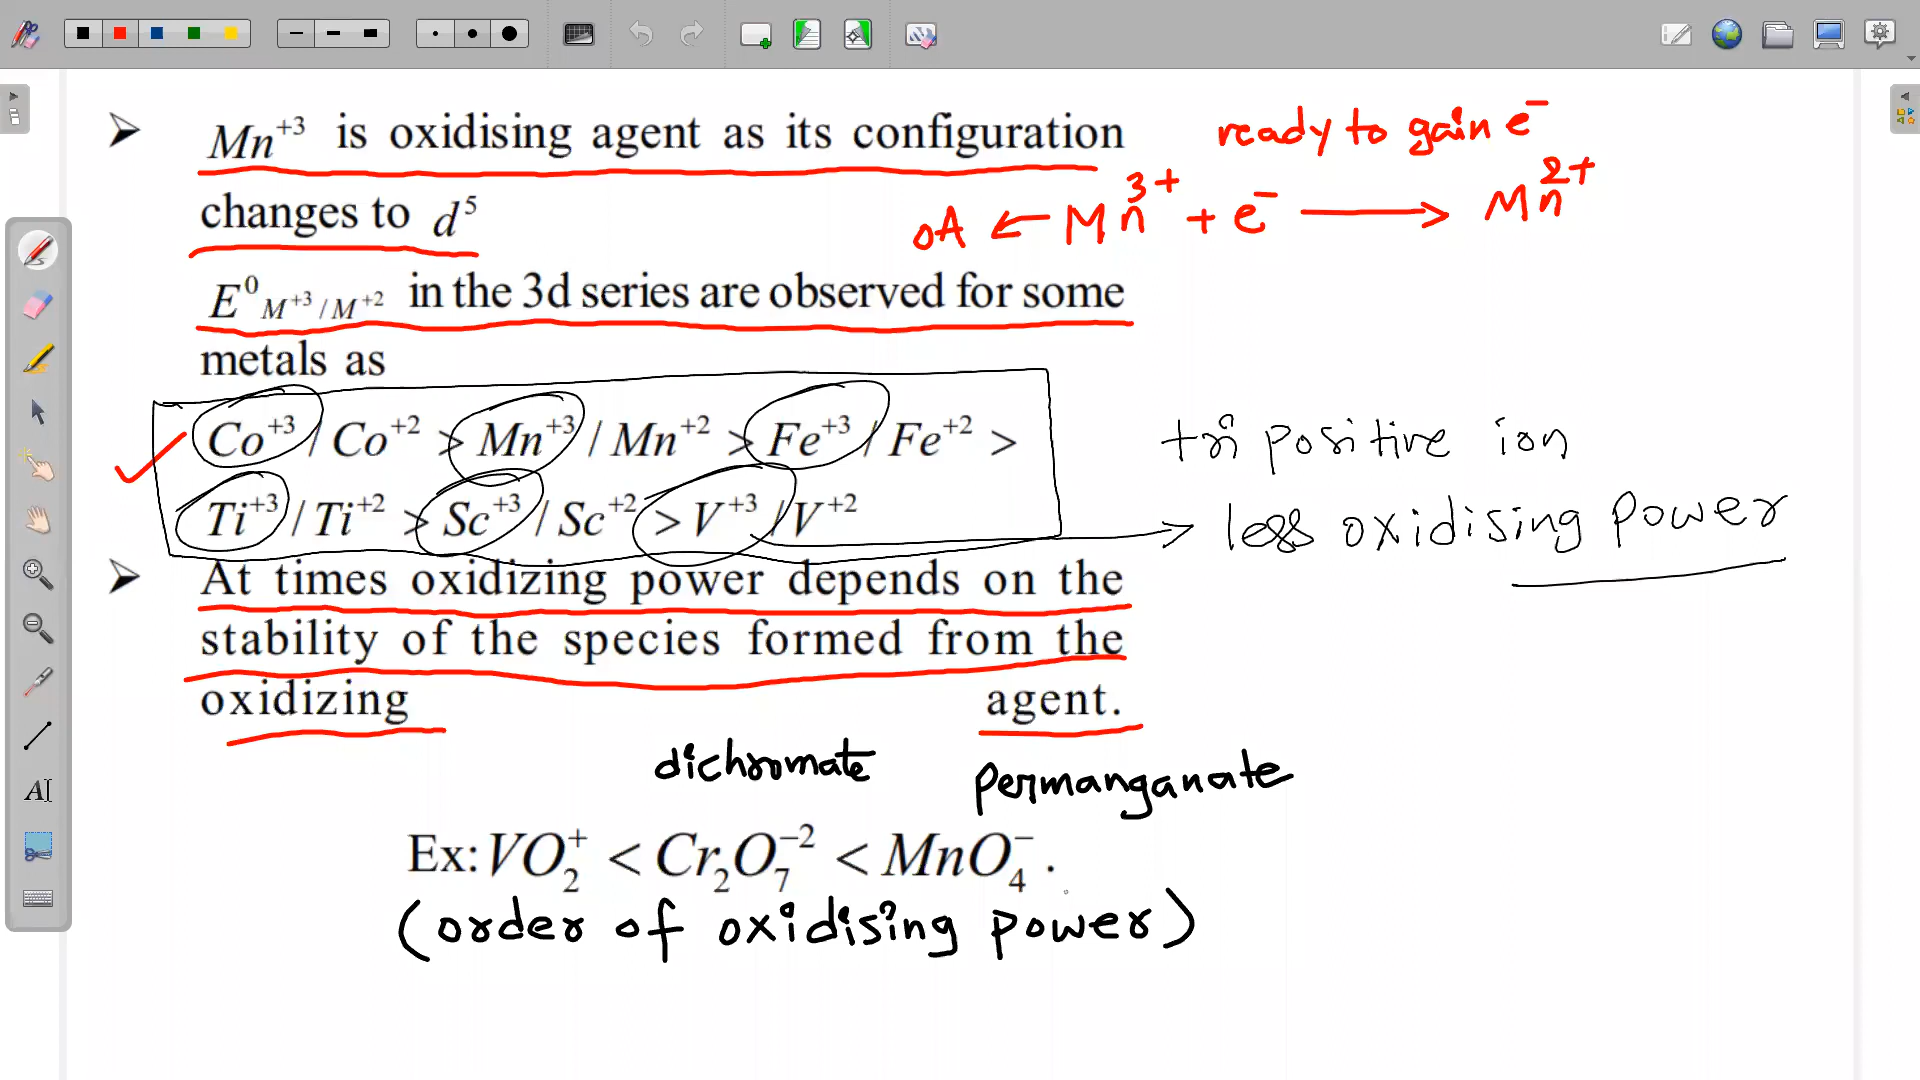 ➢ Mn⁺³ is oxidising agent as its configuration
ready to gain e⁻
changes to d⁵
OA ← Mn³⁺ + e⁻ → Mn²⁺
E⁰ M⁺³/M⁺² in the 3d series are observed for some
metals as
Co⁺³ / Co⁺² > Mn⁺³ / Mn⁺² > Fe⁺³ / Fe⁺² >
tri positive ion
Ti⁺³ / Ti⁺² > Sc⁺³ / Sc⁺² > V⁺³ / V⁺²
→ less oxidising power
➢ At times oxidizing power depends on the
stability of the species formed from the
oxidizing agent.
dichromate permanganate
Ex: VO₂⁺ < Cr₂O₇⁻² < MnO₄⁻ .
(order of oxidising power)
AI